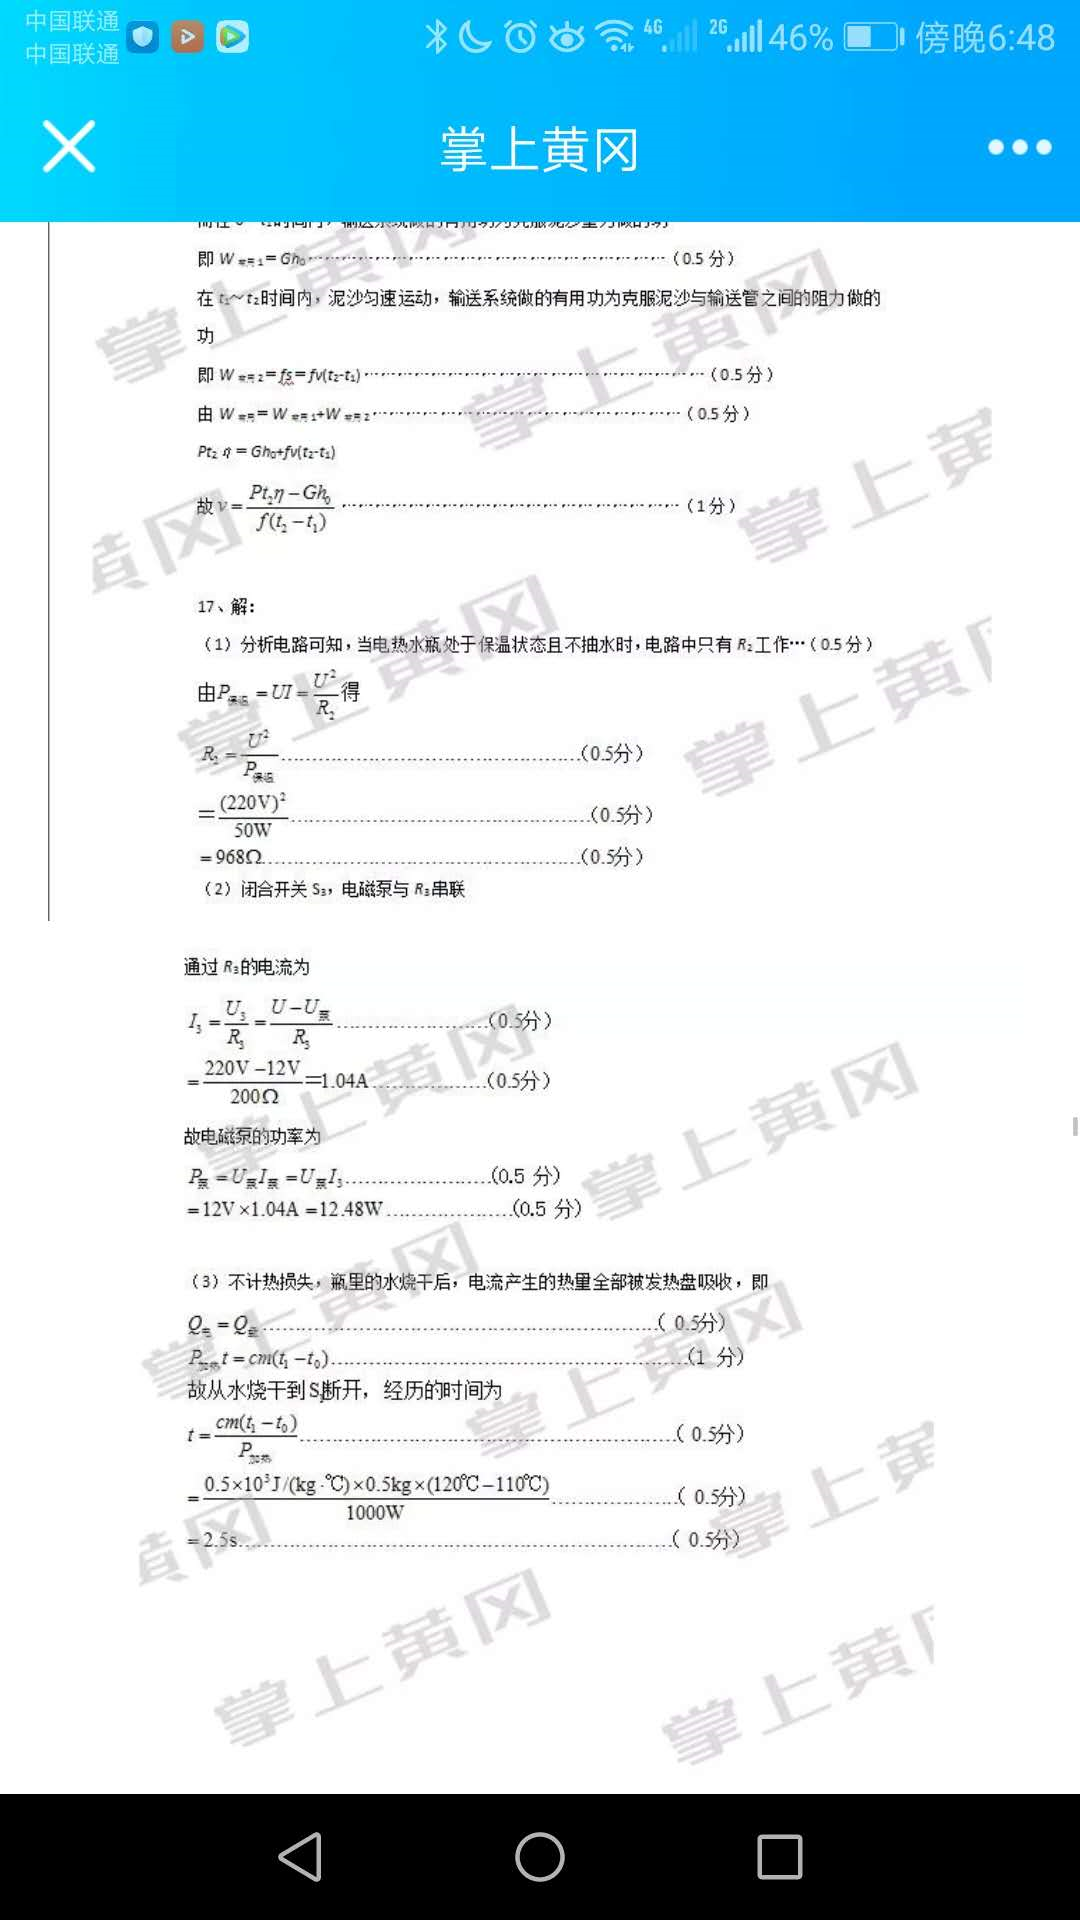 中国联通
中国联通
4G 2G 46% 傍晚6:48
掌上黄冈
即 W有用1=Gh₀……(0.5 分)
在 t₁~t₂时间内，泥沙匀速运动，输送系统做的有用功为克服泥沙与输送管之间的阻力做的
功
即 W有用2=fs=fv(t₂-t₁)……(0.5 分)
由 W有用=W有用1+W有用2……(0.5 分)
Pt₂ η = Gh₀+fv(t₂-t₁)
故 v = (Pt₂η − Gh₀) / (f(t₂ − t₁)) ……(1 分)
17、解:
（1）分析电路可知，当电热水瓶处于保温状态且不抽水时，电路中只有 R₂工作…(0.5 分)
由P保温 = UI = U²/R₂ 得
R₂ = U²/P保温 ……(0.5分)
= (220V)²/50W ……(0.5分)
= 968Ω……(0.5分)
（2）闭合开关 S₃，电磁泵与 R₃串联
通过 R₃的电流为
I₃ = U₃/R₃ = (U−U泵)/R₃ ……(0.5分)
= (220V −12V)/200Ω =1.04A……(0.5分)
故电磁泵的功率为
P泵 =U泵I泵 =U泵I₃……(0.5 分)
=12V ×1.04A =12.48W……(0.5 分)
（3）不计热损失，瓶里的水烧干后，电流产生的热量全部被发热盘吸收，即
Q电 = Q盘……( 0.5分)
P加热t = cm(t₁ −t₀)……(1 分)
故从水烧干到S₁断开， 经历的时间为
t = cm(t₁ −t₀)/P加热 ……( 0.5分)
= 0.5×10³J/(kg·℃)×0.5kg×(120℃−110℃)/1000W ……( 0.5分)
= 2.5s……( 0.5分)